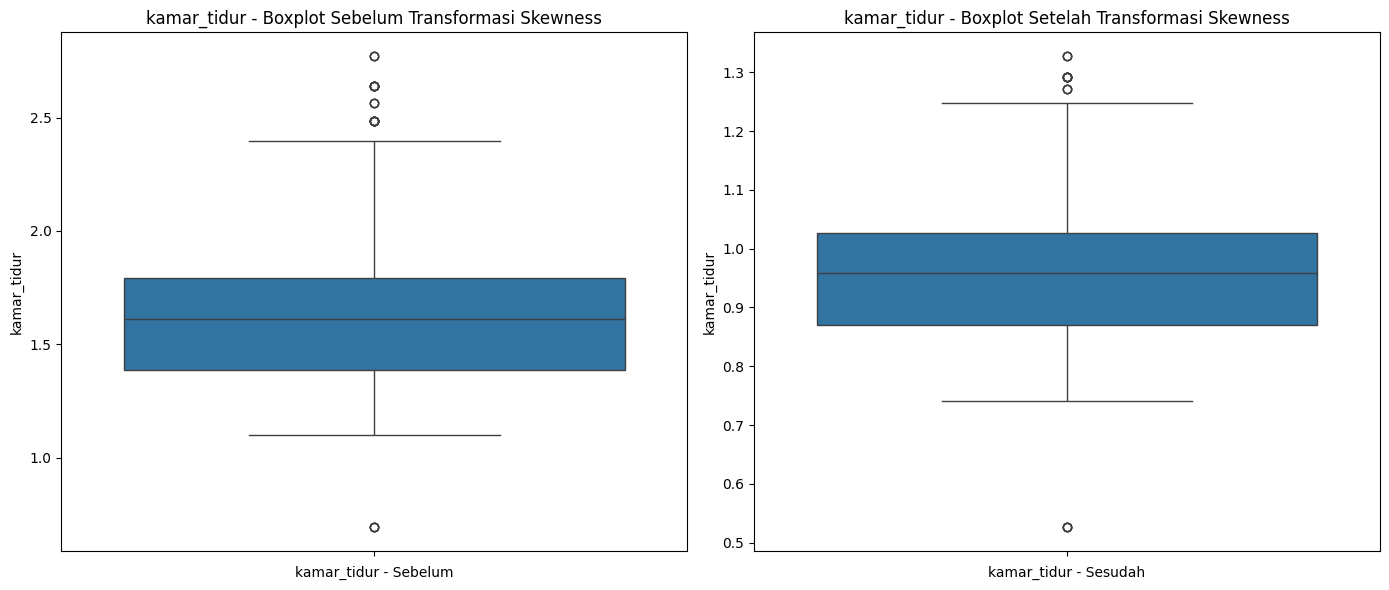 kamar_tidur - Boxplot Sebelum Transformasi Skewness
kamar_tidur
2.5
2.0
1.5
1.0
kamar_tidur - Sebelum
kamar_tidur - Boxplot Setelah Transformasi Skewness
kamar_tidur
1.3
1.2
1.1
1.0
0.9
0.8
0.7
0.6
0.5
kamar_tidur - Sesudah